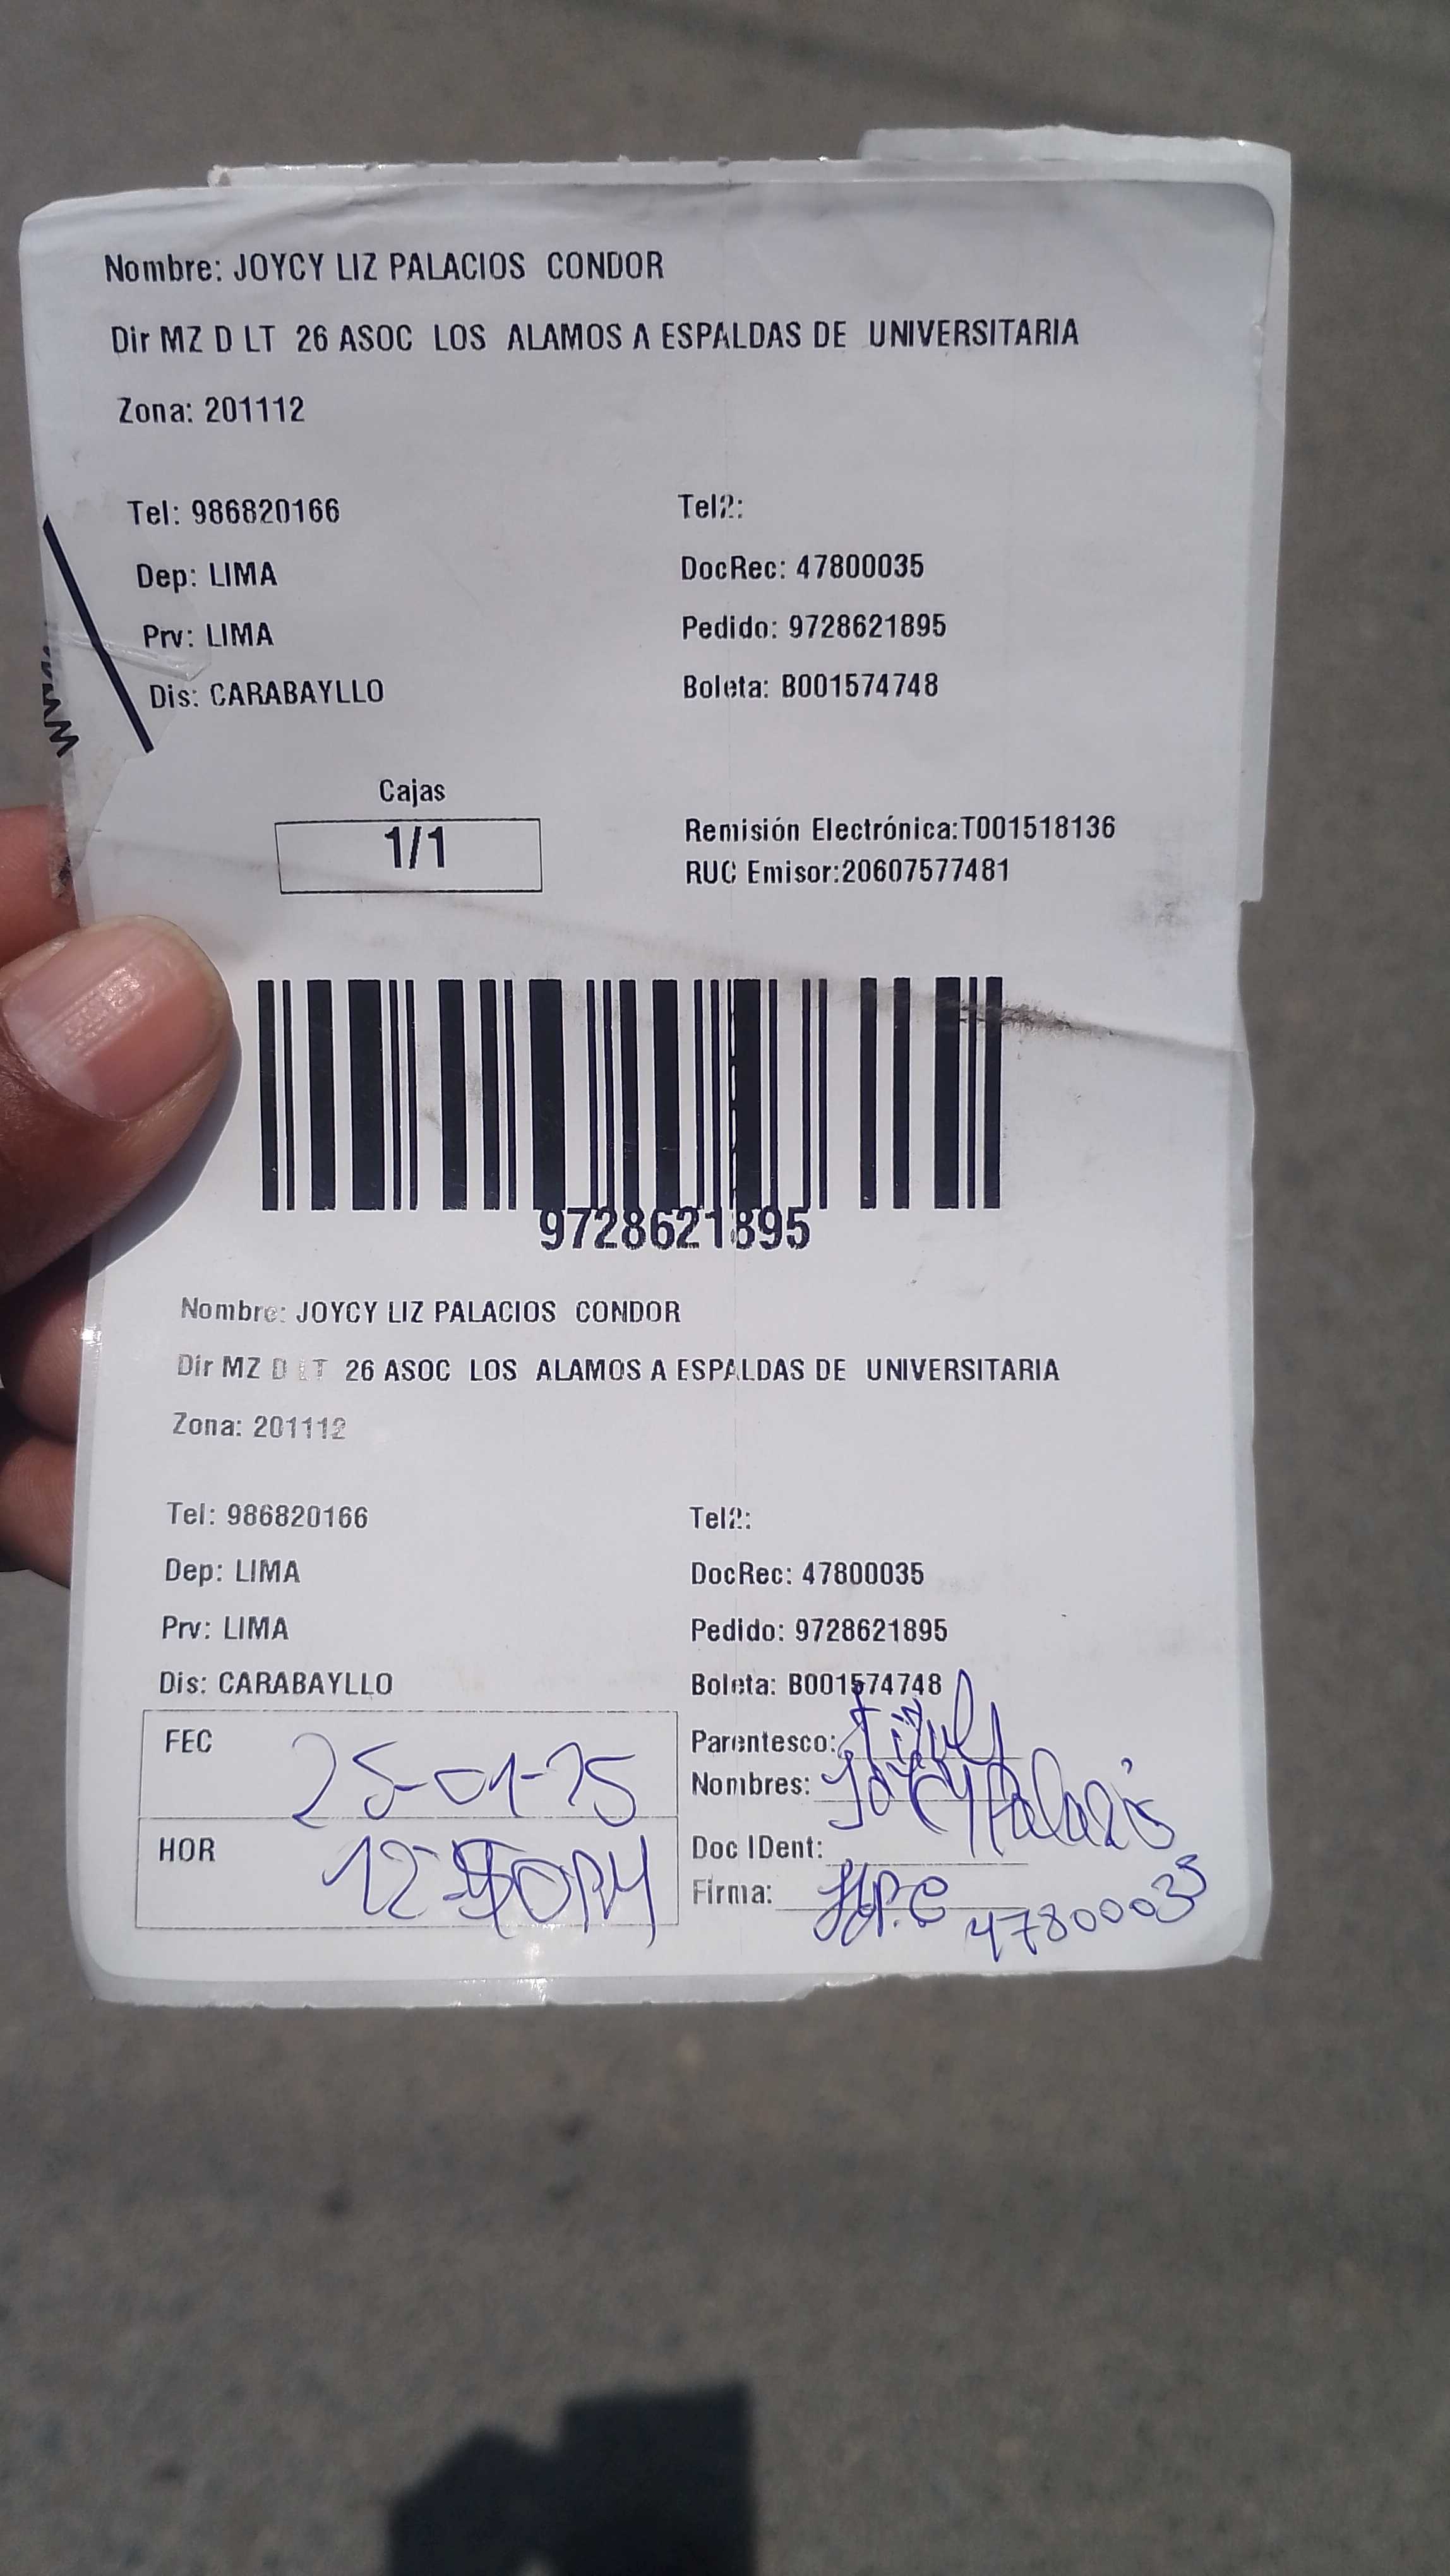 Nombre: JOYCY LIZ PALACIOS CONDOR
Dir MZ D LT 26 ASOC LOS ALAMOS A ESPALDAS DE UNIVERSITARIA
Zona: 201112
Tel: 986820166 Tel2:
Dep: LIMA DocRec: 47800035
Prv: LIMA Pedido: 9728621895
Dis: CARABAYLLO Boleta: B001574748
Cajas
1/1
Remisión Electrónica:T001518136
RUC Emisor:20607577481
9728621895
Nombre: JOYCY LIZ PALACIOS CONDOR
Dir MZ D LT 26 ASOC LOS ALAMOS A ESPALDAS DE UNIVERSITARIA
Zona: 201112
Tel: 986820166 Tel2:
Dep: LIMA DocRec: 47800035
Prv: LIMA Pedido: 9728621895
Dis: CARABAYLLO Boleta: B001574748
FEC 25-01-25 Parentesco: Titul
Nombres: Joycy Palacios
HOR Doc IDent:
Firma: 47800035